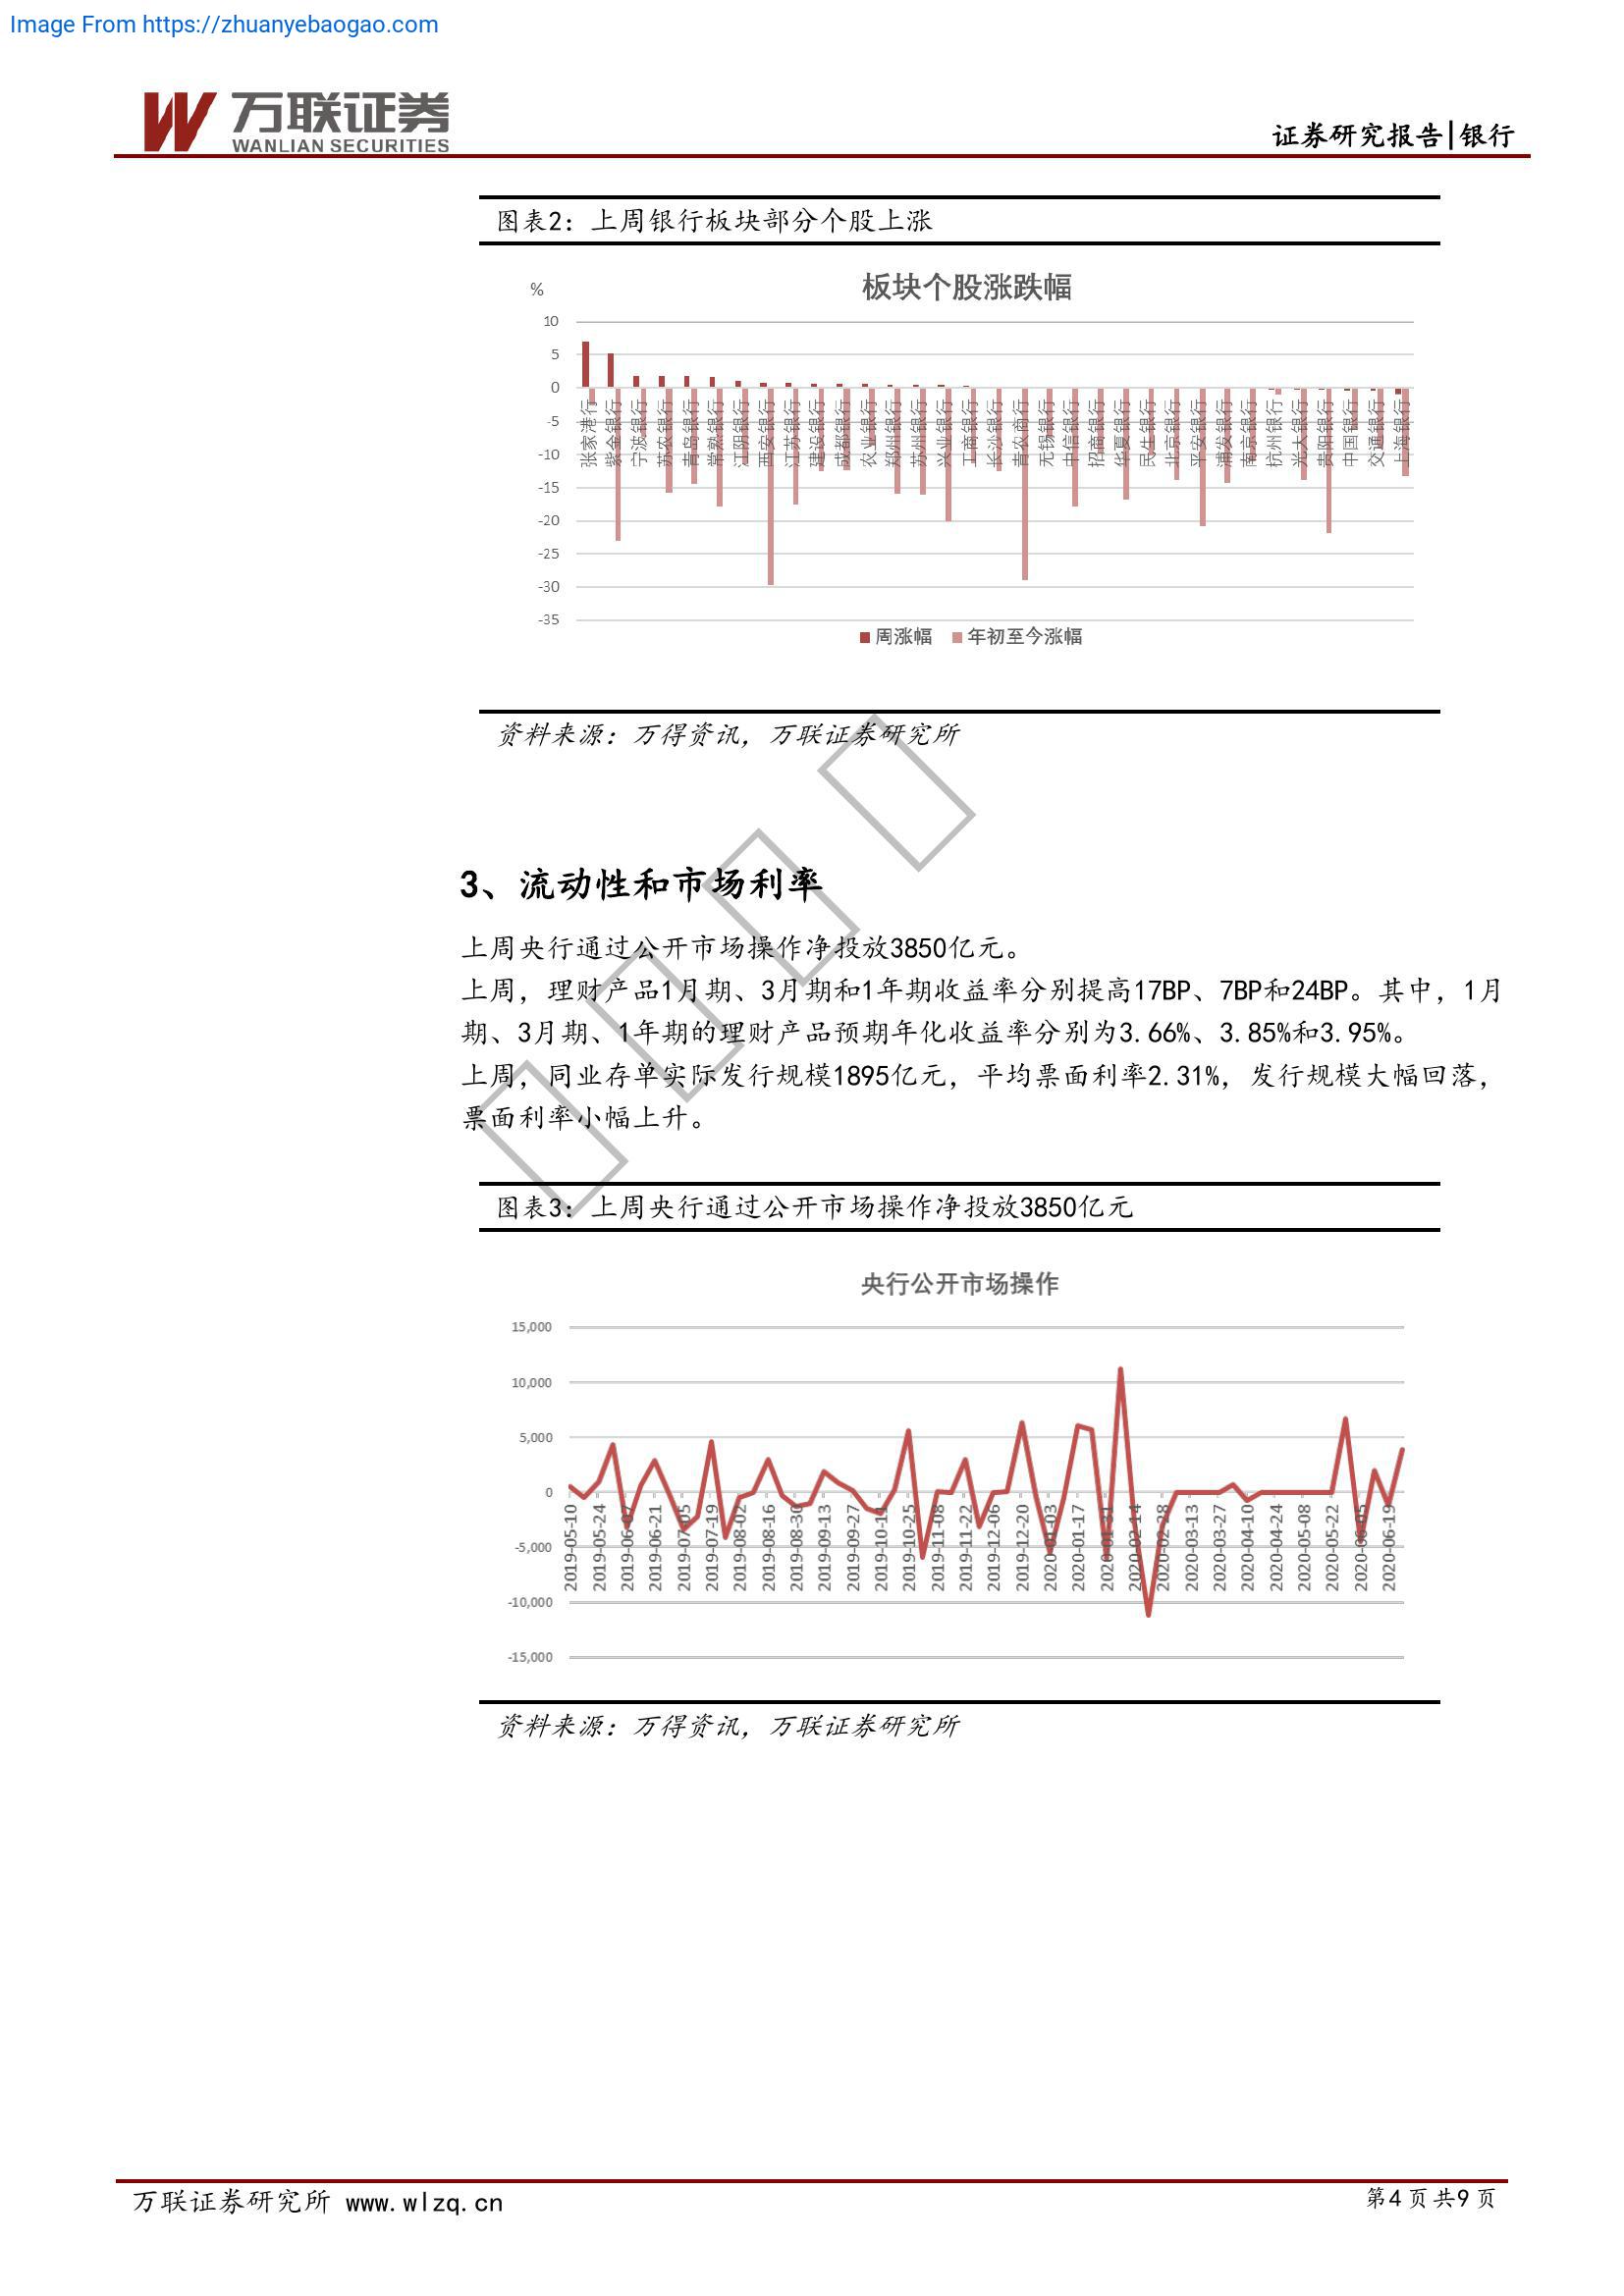 Image From https://zhuanyebaogao.com
万联证券
WANLIAN SECURITIES
证券研究报告|银行
图表2：上周银行板块部分个股上涨
板块个股涨跌幅
%
10
5
0
-5
-10
-15
-20
-25
-30
-35
张家港行
紫金银行
宁波银行
苏农银行
青岛银行
常熟银行
江阴银行
西安银行
江苏银行
建设银行
成都银行
农业银行
郑州银行
苏州银行
兴业银行
工商银行
长沙银行
青农商行
无锡银行
中信银行
招商银行
华夏银行
民生银行
北京银行
平安银行
浦发银行
南京银行
杭州银行
光大银行
贵阳银行
中国银行
交通银行
上海银行
周涨幅 年初至今涨幅
资料来源：万得资讯，万联证券研究所
3、流动性和市场利率
上周央行通过公开市场操作净投放3850亿元。
上周，理财产品1月期、3月期和1年期收益率分别提高17BP、7BP和24BP。其中，1月
期、3月期、1年期的理财产品预期年化收益率分别为3.66%、3.85%和3.95%。
上周，同业存单实际发行规模1895亿元，平均票面利率2.31%，发行规模大幅回落，
票面利率小幅上升。
图表3：上周央行通过公开市场操作净投放3850亿元
央行公开市场操作
15,000
10,000
5,000
0
-5,000
-10,000
-15,000
2019-05-10
2019-05-24
2019-06-07
2019-06-21
2019-07-05
2019-07-19
2019-08-02
2019-08-16
2019-08-30
2019-09-13
2019-09-27
2019-10-11
2019-10-25
2019-11-08
2019-11-22
2019-12-06
2019-12-20
2020-01-03
2020-01-17
2020-01-31
2020-02-14
2020-02-28
2020-03-13
2020-03-27
2020-04-10
2020-04-24
2020-05-08
2020-05-22
2020-06-05
2020-06-19
资料来源：万得资讯，万联证券研究所
万联证券研究所 www.wlzq.cn
第4页共9页